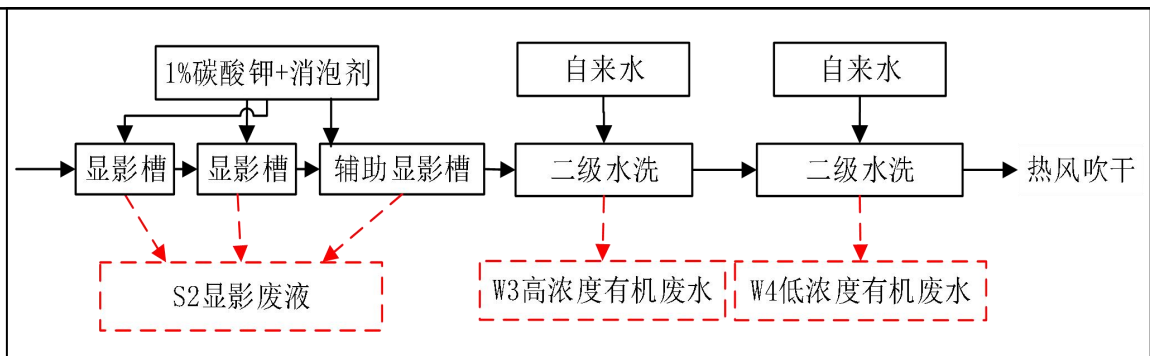 1%碳酸钾+消泡剂
自来水
自来水
显影槽
显影槽
辅助显影槽
二级水洗
二级水洗
热风吹干
S2显影废液
W3高浓度有机废水
W4低浓度有机废水